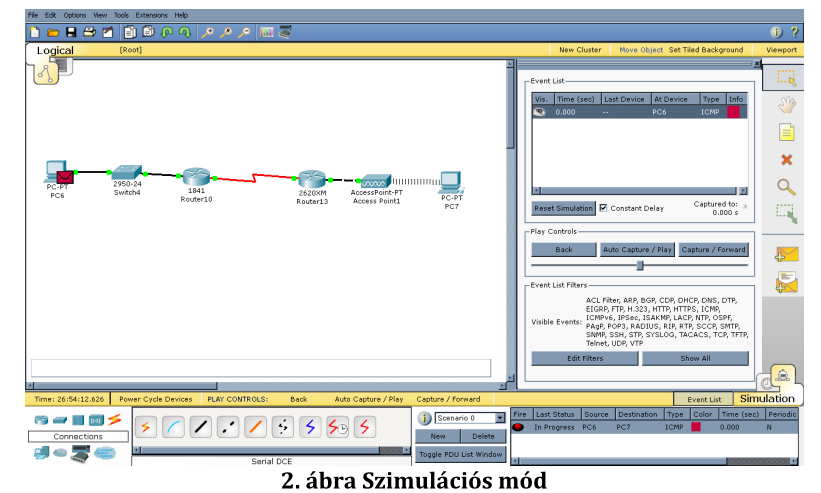 File Edit Options View Tools Extensions Help
Logical [Root] New Cluster Move Object Set Tiled Background Viewport
PC-PT
PC6
2950-24
Switch4
1841
Router10
2620XM
Router13
AccessPoint-PT
Access Point1
PC-PT
PC7
Event List
Vis. Time (sec) Last Device At Device Type Info
0.000 -- PC6 ICMP
Reset Simulation Constant Delay Captured to: *
0.000 s
Play Controls
Back Auto Capture / Play Capture / Forward
Event List Filters
Visible Events:
ACL Filter, ARP, BGP, CDP, DHCP, DNS, DTP,
EIGRP, FTP, H.323, HTTP, HTTPS, ICMP,
ICMPv6, IPSec, ISAKMP, LACP, NTP, OSPF,
PAgP, POP3, RADIUS, RIP, RTP, SCCP, SMTP,
SNMP, SSH, STP, SYSLOG, TACACS, TCP, TFTP,
Telnet, UDP, VTP
Edit Filters Show All
Time: 26:54:12.626 Power Cycle Devices PLAY CONTROLS: Back Auto Capture / Play Capture / Forward Event List Simulation
Connections
Serial DCE
Scenario 0
New Delete
Toggle PDU List Window
Fire Last Status Source Destination Type Color Time (sec) Periodic
In Progress PC6 PC7 ICMP 0.000 N
2. ábra Szimulációs mód